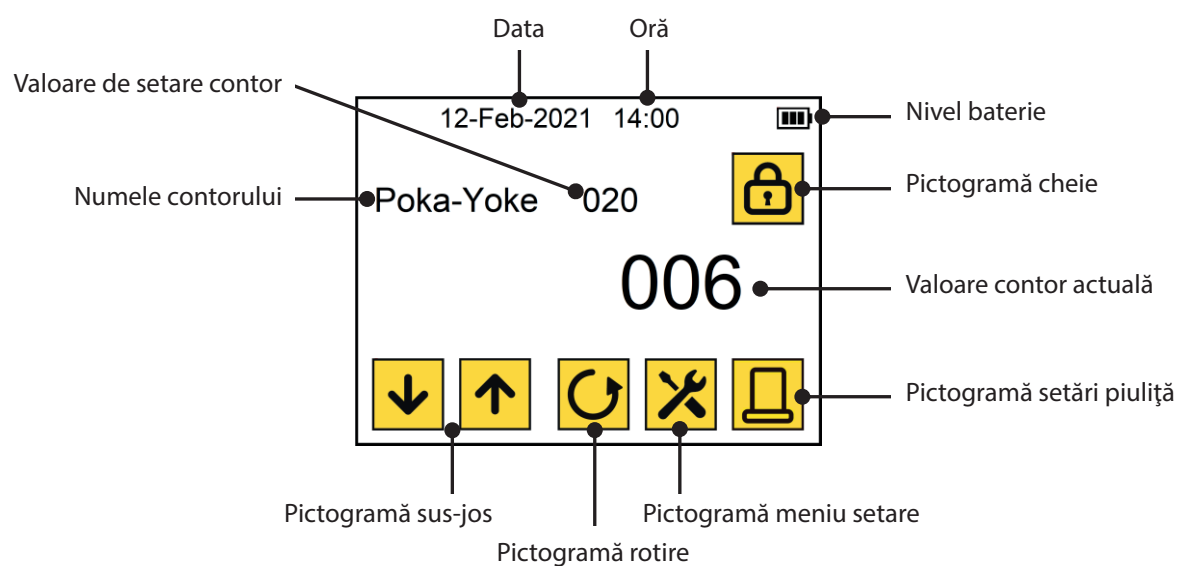 Data
Oră
Valoare de setare contor
12-Feb-2021 14:00
Nivel baterie
Numele contorului
Poka-Yoke 020
Pictogramă cheie
006
Valoare contor actuală
Pictogramă setări piuliţă
Pictogramă sus-jos
Pictogramă meniu setare
Pictogramă rotire